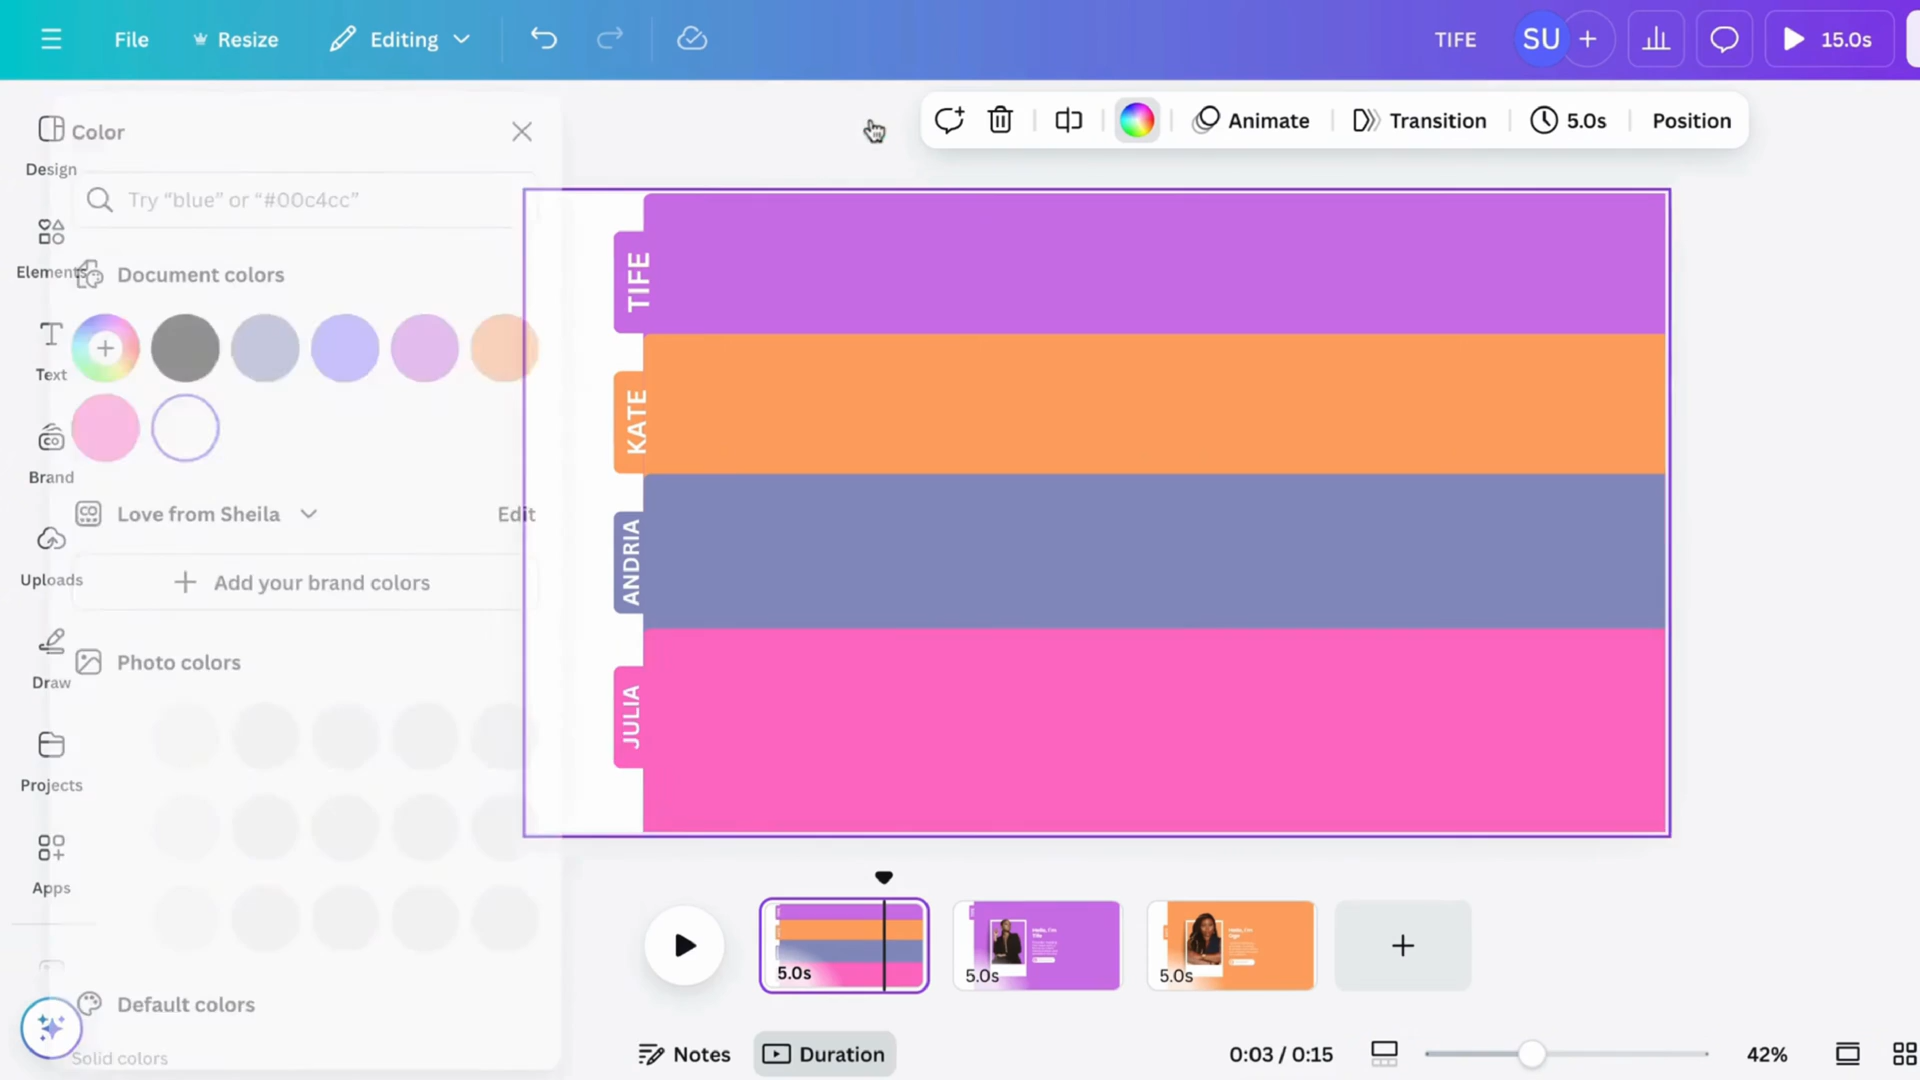 File
Resize
Editing
TIFE
SU
15.0s
Color
Design
Try “blue” or “#00c4cc”
Elements
Document colors
Text
Brand
Love from Sheila
Edit
Uploads
Add your brand colors
Draw
Photo colors
Projects
Apps
Default colors
Solid colors
Animate
Transition
5.0s
Position
TIFE
KATE
ANDRIA
JULIA
5.0s
Hello, I'm
Tife
5.0s
Hello, I'm
5.0s
Notes
Duration
0:03 / 0:15
42%